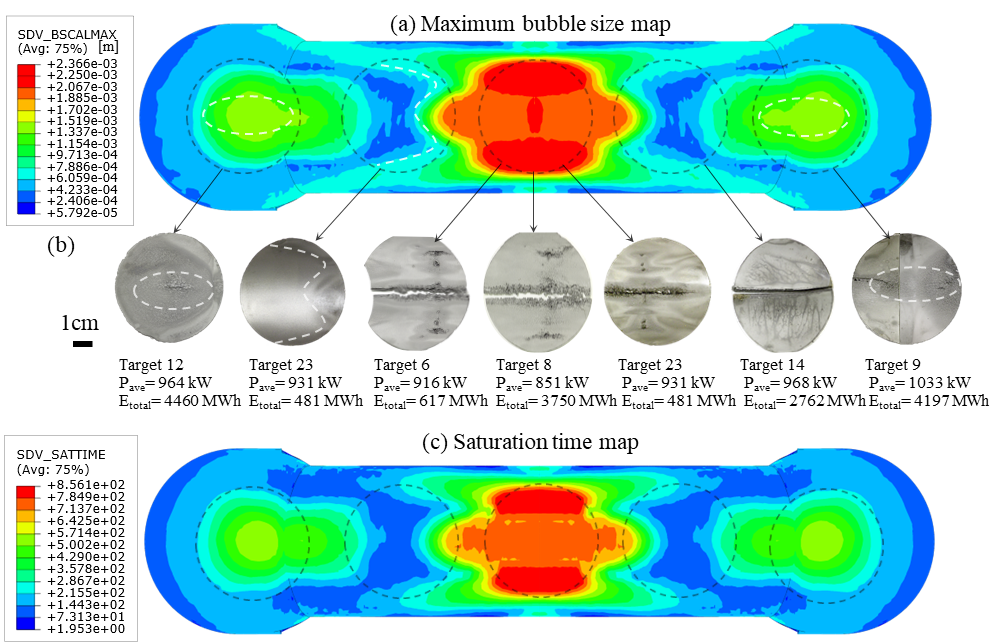 (a) Maximum bubble size map
SDV_BSCALMAX
(Avg: 75%) [m]
+2.366e-03
+2.250e-03
+2.067e-03
+1.885e-03
+1.702e-03
+1.519e-03
+1.337e-03
+1.154e-03
+9.713e-04
+7.886e-04
+6.059e-04
+4.233e-04
+2.406e-04
+5.792e-05
(b)
1cm
Target 12
Pave= 964 kW
Etotal= 4460 MWh
Target 23
Pave= 931 kW
Etotal= 481 MWh
Target 6
Pave= 916 kW
Etotal= 617 MWh
Target 8
Pave= 851 kW
Etotal= 3750 MWh
Target 23
Pave= 931 kW
Etotal= 481 MWh
Target 14
Pave= 968 kW
Etotal= 2762 MWh
Target 9
Pave= 1033 kW
Etotal= 4197 MWh
(c) Saturation time map
SDV_SATTIME
(Avg: 75%)
+8.561e+02
+7.849e+02
+7.137e+02
+6.425e+02
+5.714e+02
+5.002e+02
+4.290e+02
+3.578e+02
+2.867e+02
+2.155e+02
+1.443e+02
+7.313e+01
+1.953e+00